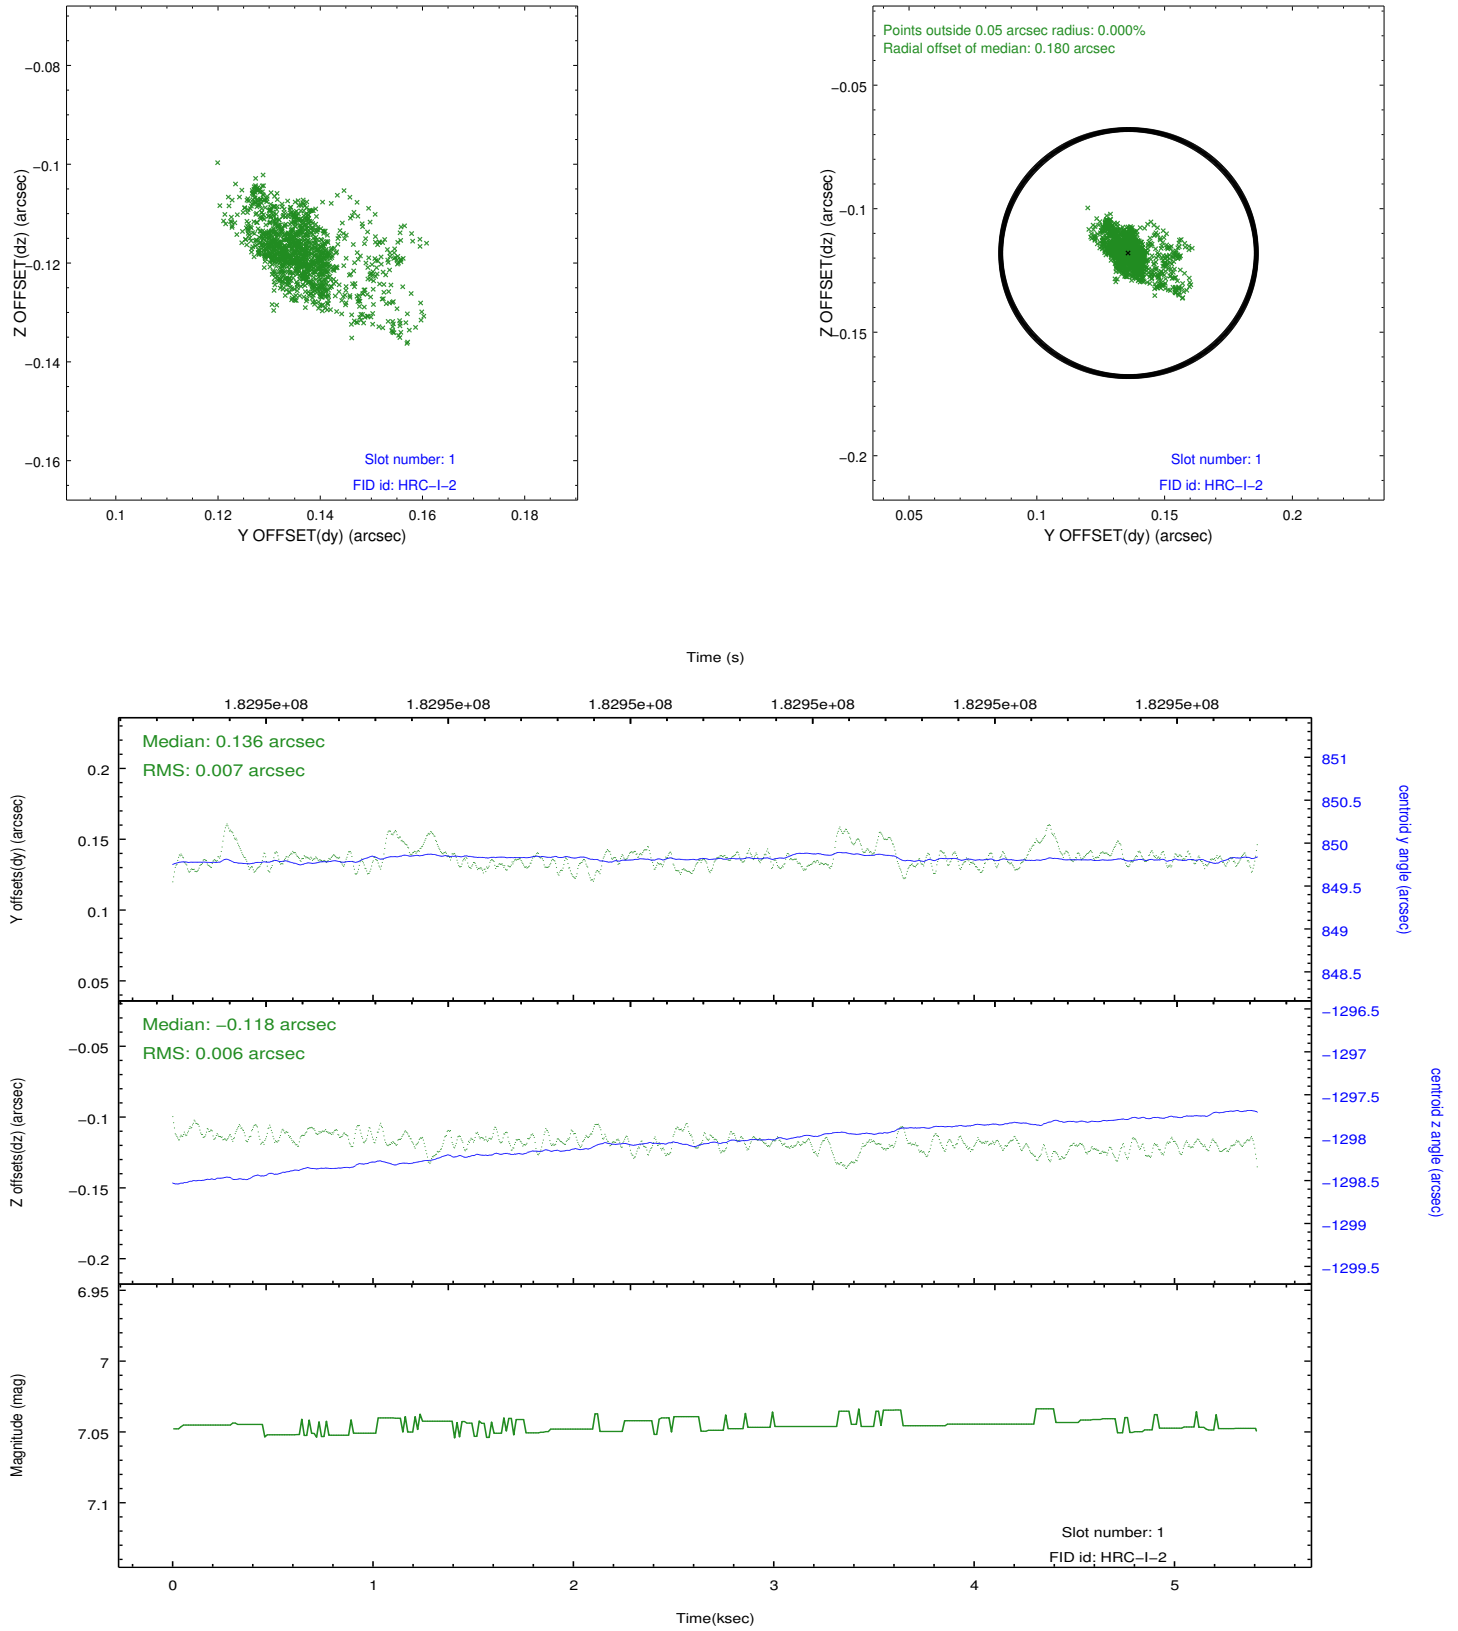 −0.08
−0.1
−0.12
−0.14
−0.16
Z OFFSET(dz) (arcsec)
0.1
0.12
0.14
0.16
0.18
Y OFFSET(dy) (arcsec)
Slot number: 1
FID id: HRC−I−2
Points outside 0.05 arcsec radius: 0.000%
Radial offset of median: 0.180 arcsec
−0.05
−0.1
−0.15
−0.2
Z OFFSET(dz) (arcsec)
Slot number: 1
FID id: HRC−I−2
0.05
0.1
0.15
0.2
Y OFFSET(dy) (arcsec)
Time (s)
1.8295e+08
1.8295e+08
1.8295e+08
1.8295e+08
1.8295e+08
1.8295e+08
Median: 0.136 arcsec
RMS: 0.007 arcsec
0.2
0.15
0.1
0.05
Y offsets(dy) (arcsec)
851
850.5
850
849.5
849
848.5
centroid y angle (arcsec)
Median: −0.118 arcsec
RMS: 0.006 arcsec
−0.05
−0.1
−0.15
−0.2
Z offsets(dz) (arcsec)
−1296.5
−1297
−1297.5
−1298
−1298.5
−1299
−1299.5
centroid z angle (arcsec)
6.95
7
7.05
7.1
Magnitude (mag)
Slot number: 1
FID id: HRC−I−2
0
1
2
3
4
5
Time(ksec)